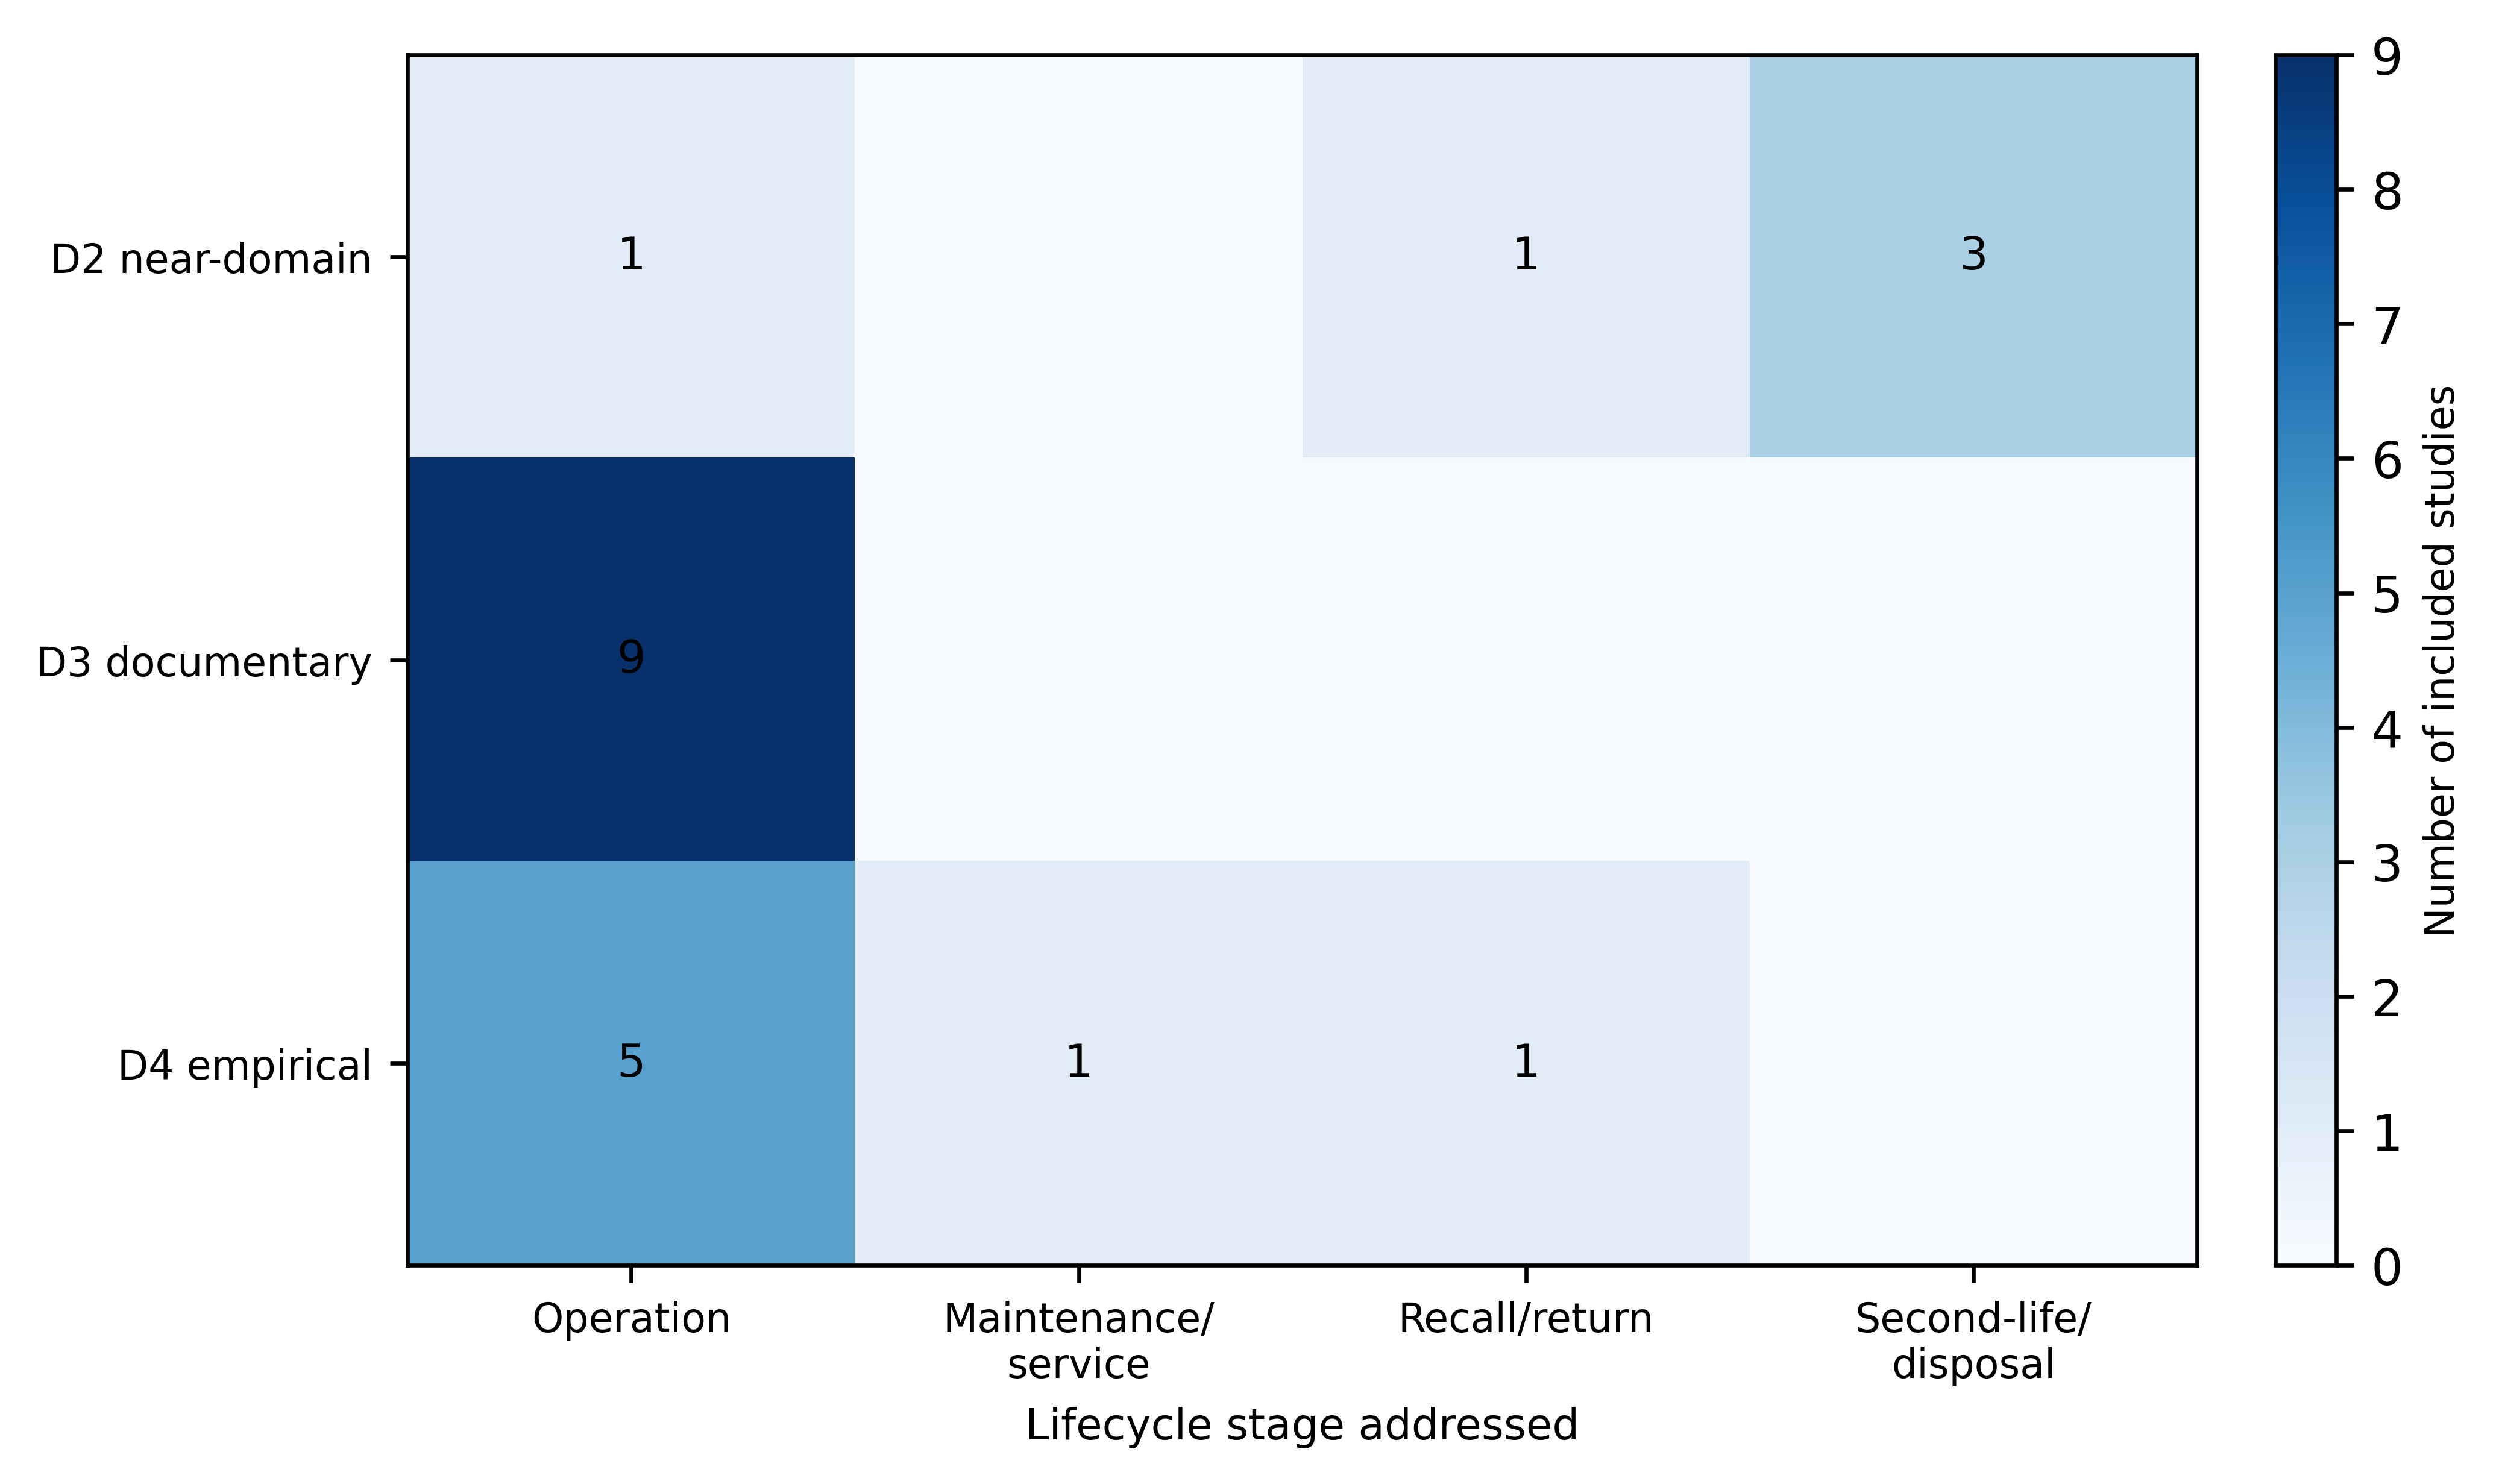 D2 near-domain
1
1
3
D3 documentary
9
D4 empirical
5
1
1
Operation
Maintenance/
service
Recall/return
Second-life/
disposal
Lifecycle stage addressed
9
8
7
6
5
4
3
2
1
0
Number of included studies